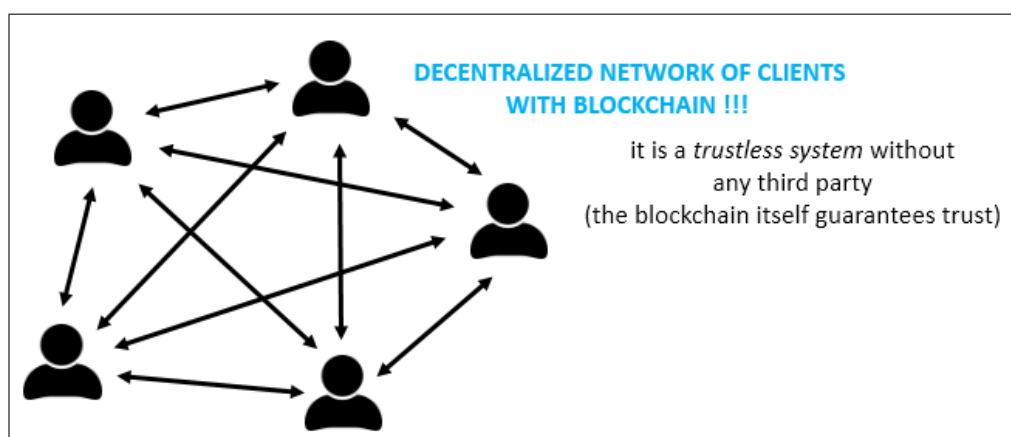 DECENTRALIZED NETWORK OF CLIENTS
WITH BLOCKCHAIN !!!
it is a trustless system without
any third party
(the blockchain itself guarantees trust)